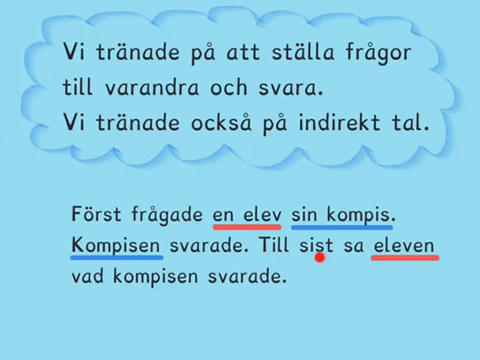 Vi tränade på att ställa frågor
till varandra och svara.
Vi tränade också på indirekt tal.
Först frågade en elev sin kompis.
Kompisen svarade. Till sist sa eleven
vad kompisen svarade.